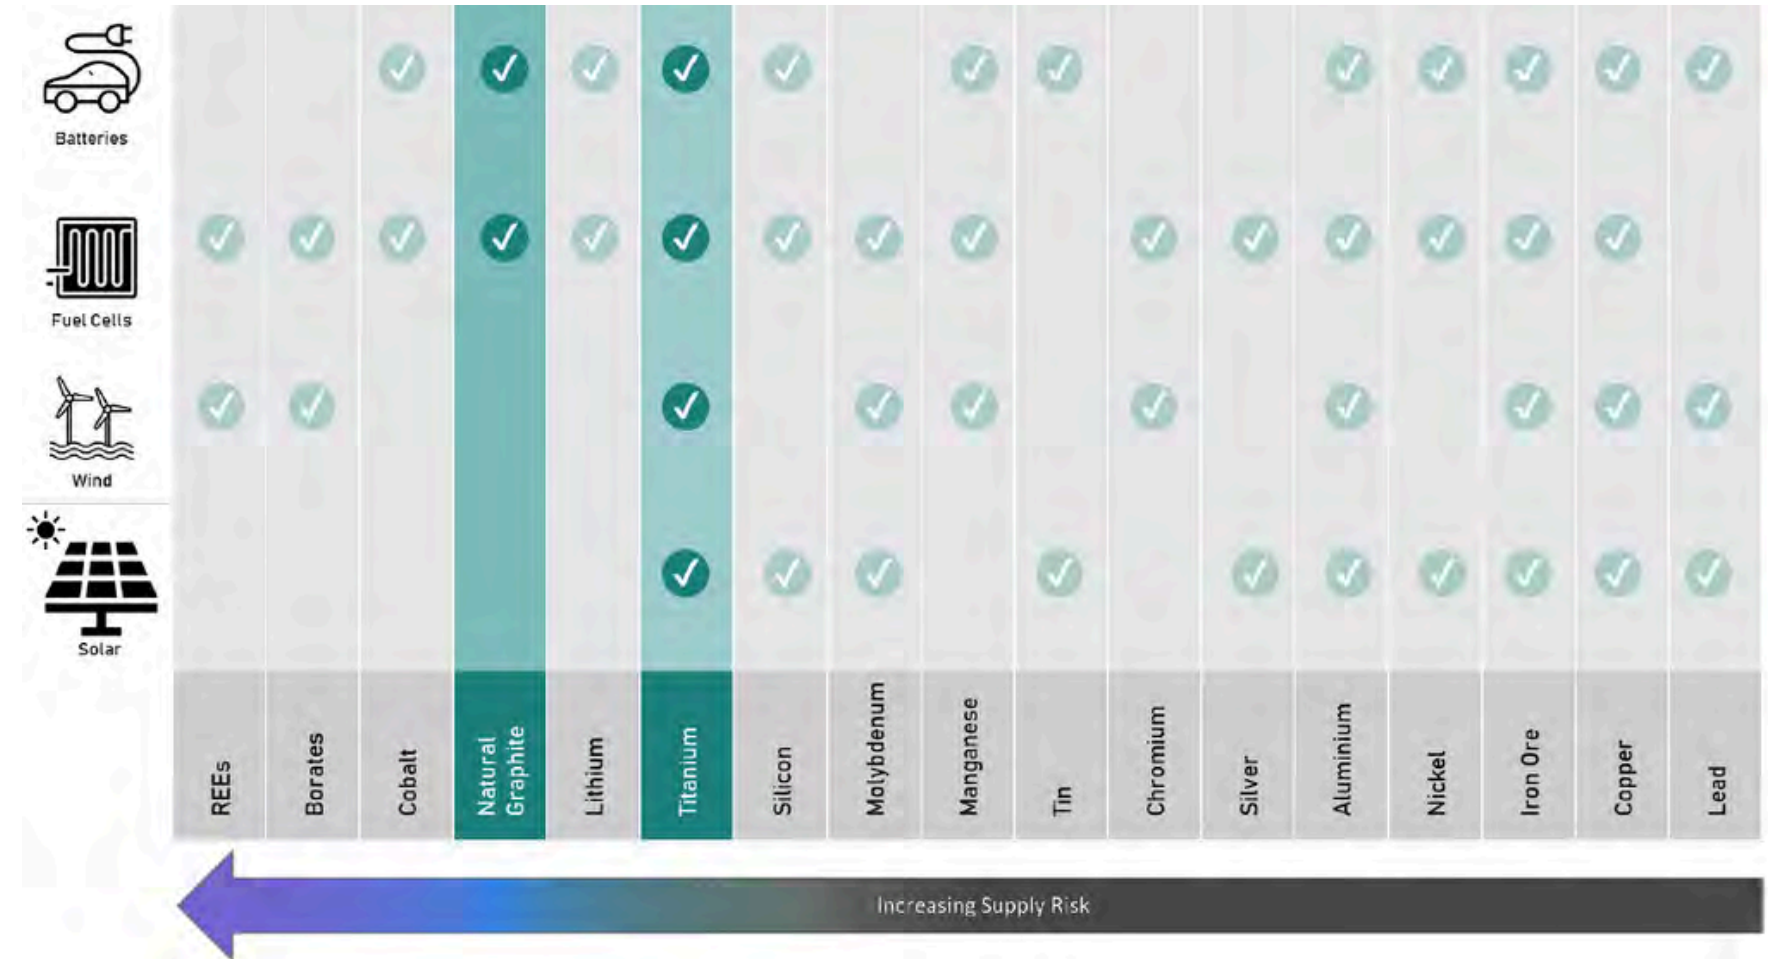 Batteries
Fuel Cells
Wind
Solar
REEs
Borates
Cobalt
Natural
Graphite
Lithium
Titanium
Silicon
Molybdenum
Manganese
Tin
Chromium
Silver
Aluminium
Nickel
Iron Ore
Copper
Lead
Increasing Supply Risk